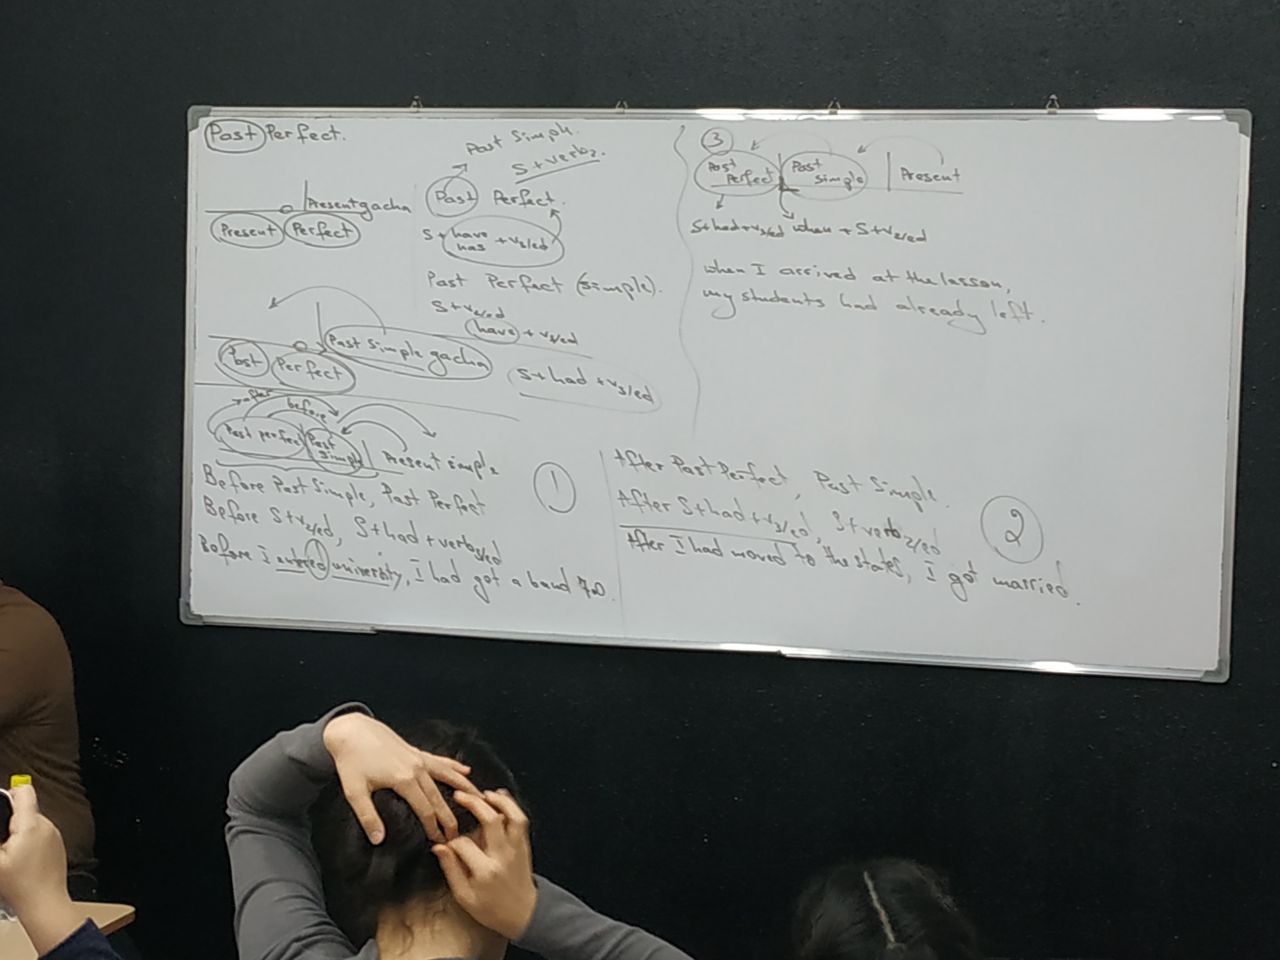 Past Perfect.
Past Simple.
S+verb2.
Present gacha
Present Perfect
Past Perfect.
S+ have
has +v3/ed
Past Perfect (simple).
S+v2/ed
have + v3/ed
Past Simple gacha
Past Perfect
S+had+v3/ed
after
before
Past perfect Past
simple Present simple
Before Past Simple, Past Perfect
Before S+v2/ed, S+had+verb3/ed
Before I entered university, I had got a band 7.0.
1
3
Past
Perfect Past
simple Present
S+had+v3/ed when + S+v2/ed
When I arrived at the lesson,
my students had already left.
After Past Perfect, Past Simple.
After S+had+v3/ed, S+verb2/ed
After I had moved to the states, I got married.
2